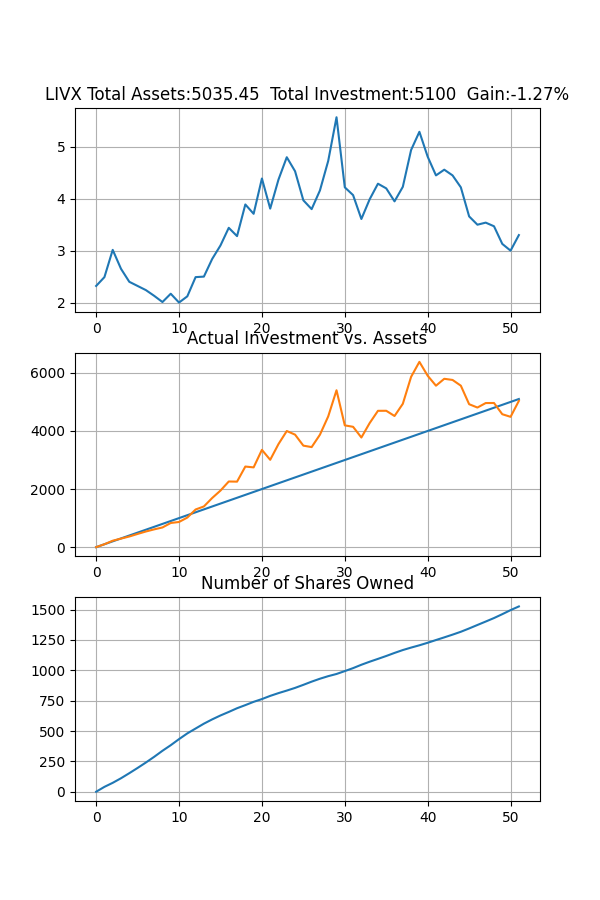 LIVX Total Assets:5035.45  Total Investment:5100  Gain:-1.27%
5
4
3
2
0 10 20 30 40 50
Actual Investment vs. Assets
6000
4000
2000
0
0 10 20 30 40 50
Number of Shares Owned
1500
1250
1000
750
500
250
0
0 10 20 30 40 50